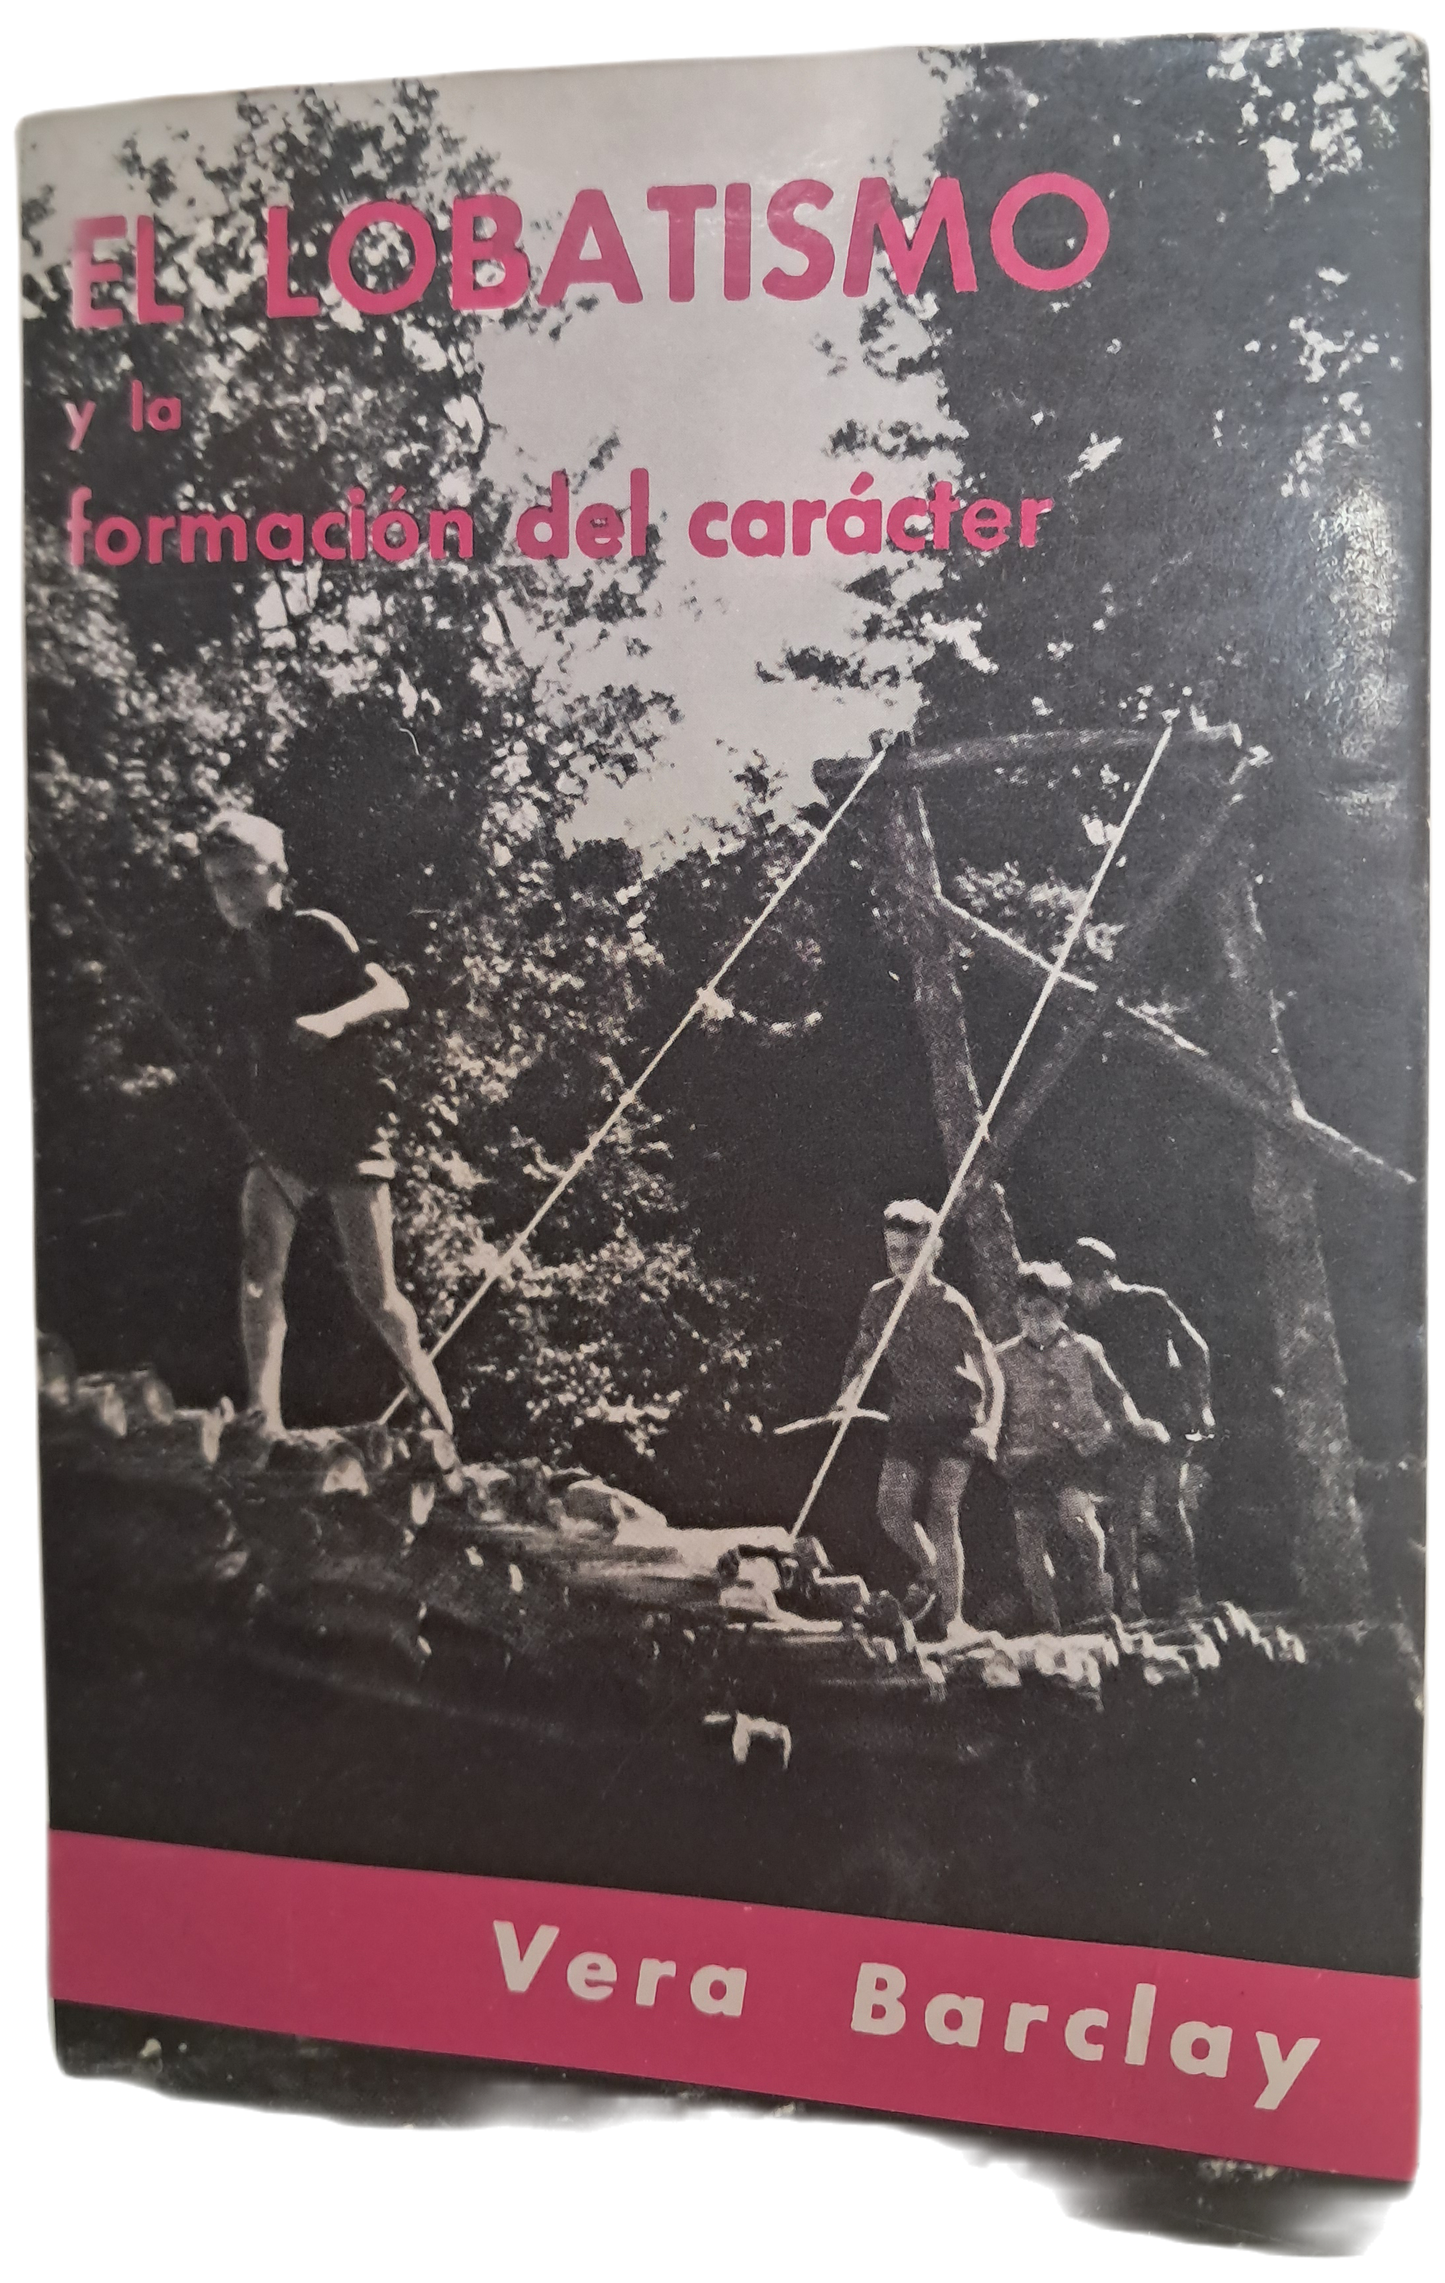 EL LOBATISMO
y la
formación del carácter
Vera Barclay